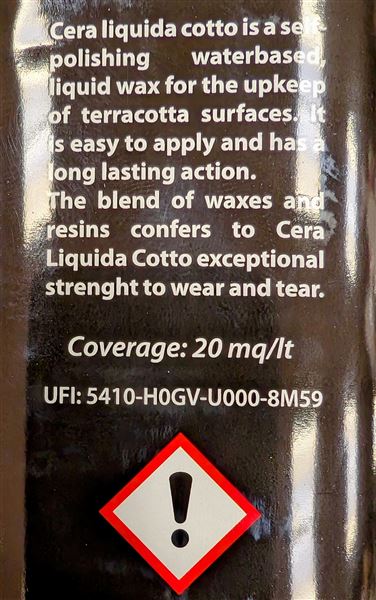 Cera liquida cotto is a self-
polishing waterbased,
liquid wax for the upkeep
of terracotta surfaces. It
is easy to apply and has a
long lasting action.
The blend of waxes and
resins confers to Cera
Liquida Cotto exceptional
strenght to wear and tear.
Coverage: 20 mq/lt
UFI: 5410-H0GV-U000-8M59